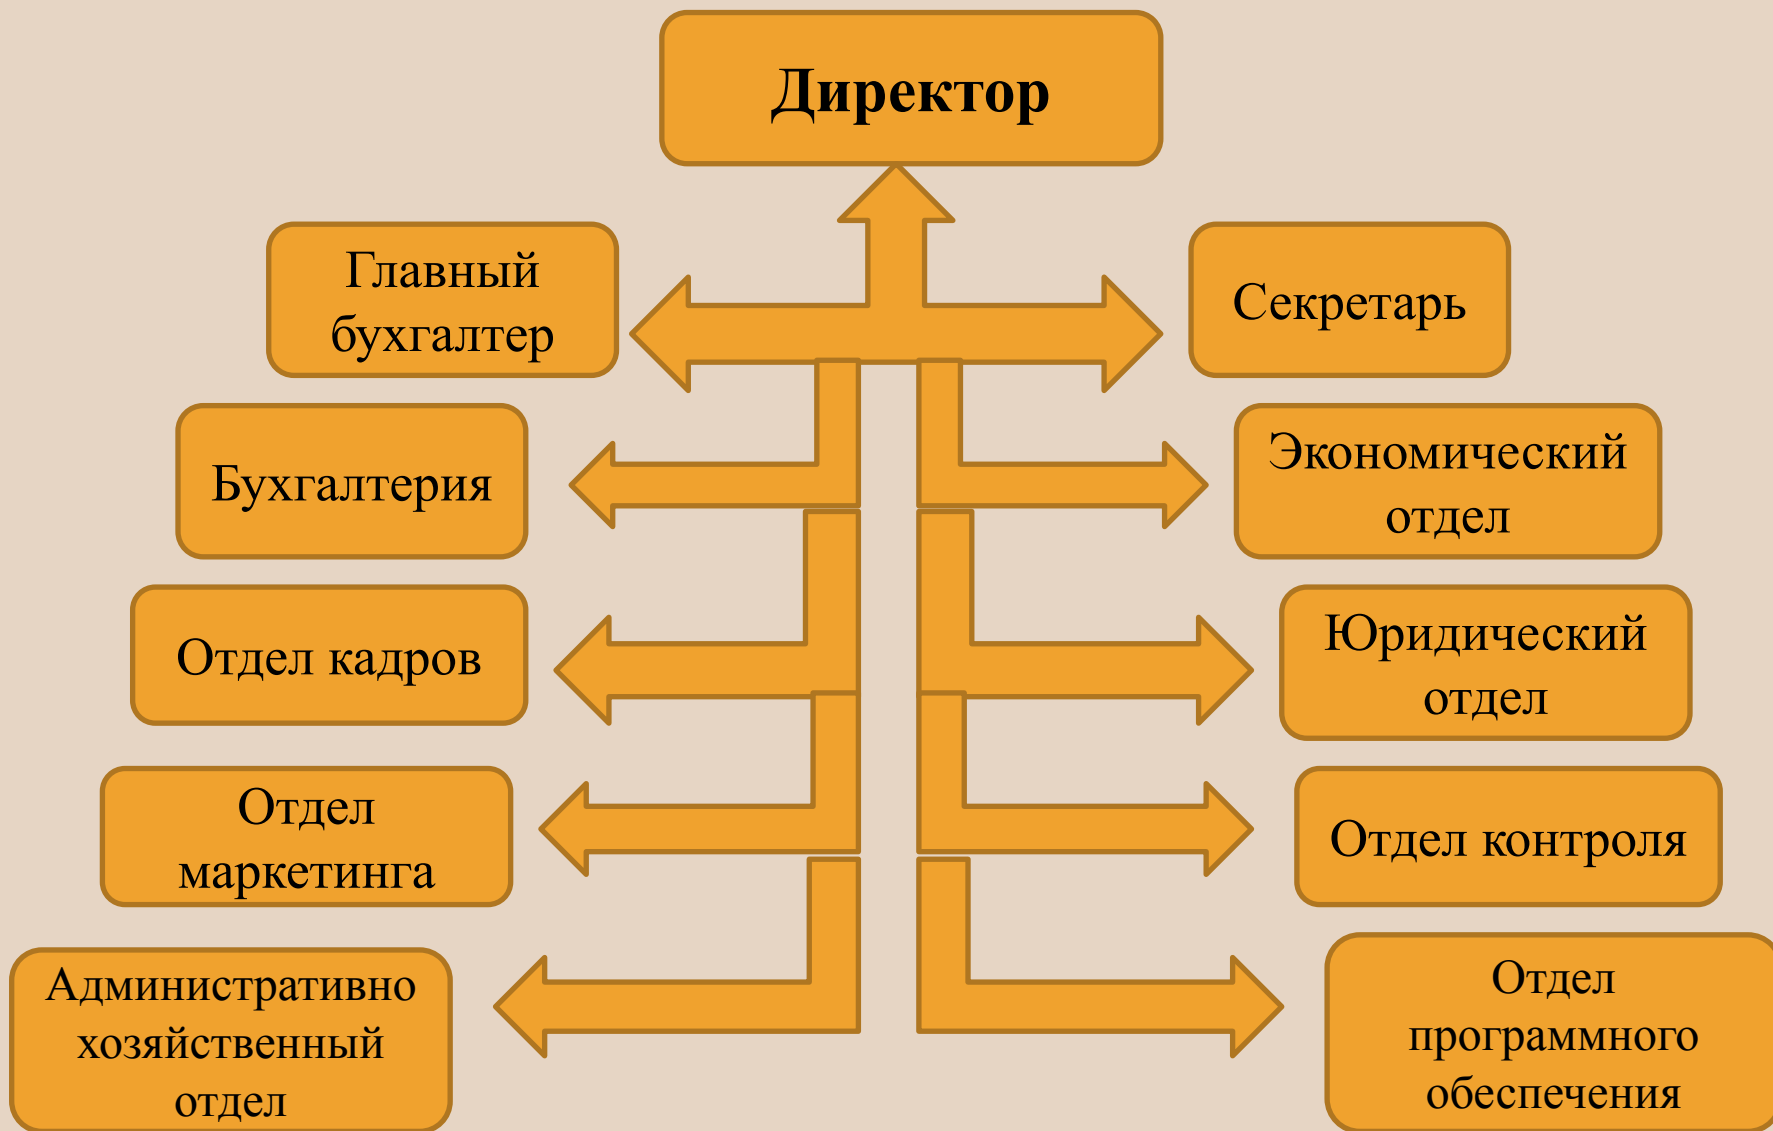 Директор
Главный
бухгалтер
Секретарь
Бухгалтерия
Экономический
отдел
Отдел кадров
Юридический
отдел
Отдел
маркетинга
Отдел контроля
Административно
хозяйственный
отдел
Отдел
программного
обеспечения